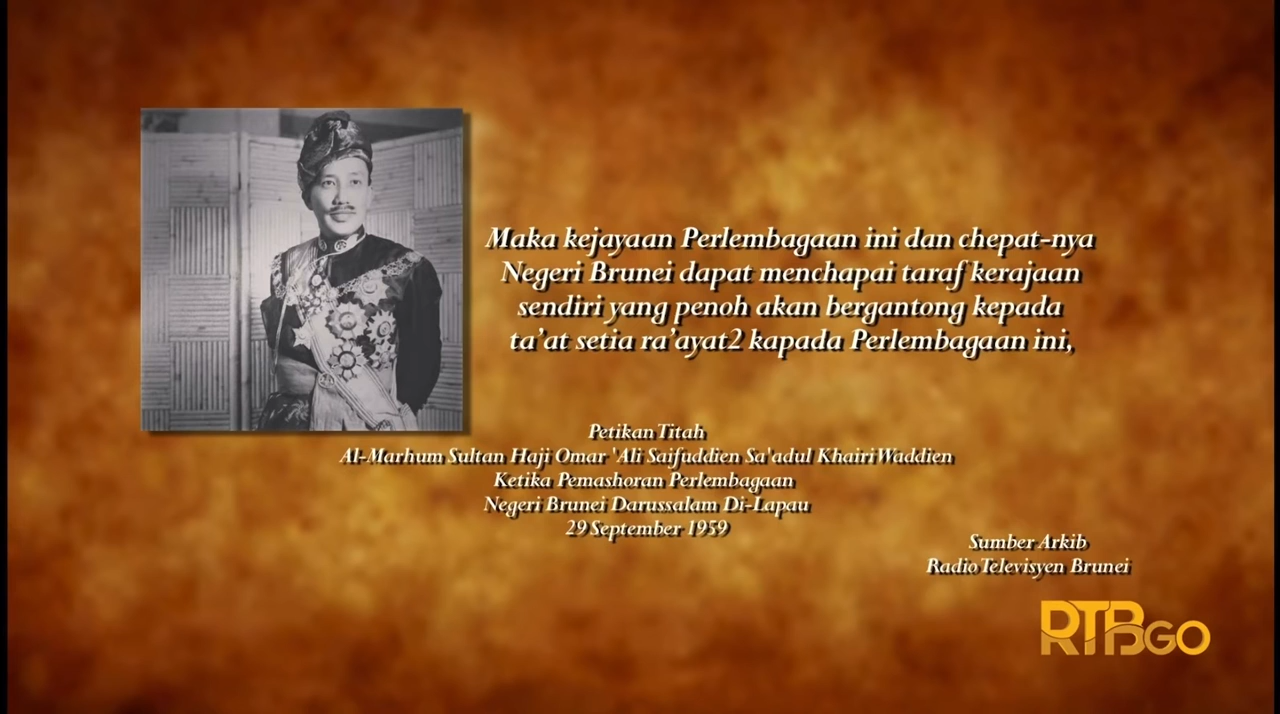 Maka kejayaan Perlembagaan ini dan chepat-nya
Negeri Brunei dapat menchapai taraf kerajaan
sendiri yang penoh akan bergantong kepada
ta'at setia ra'ayat2 kapada Perlembagaan ini,
Petikan Titah
Al-Marhum Sultan Haji Omar 'Ali Saifuddien Sa'adul Khairi Waddien
Ketika Pemashoran Perlembagaan
Negeri Brunei Darussalam Di-Lapau
29 September 1959
Sumber Arkib
Radio Televisyen Brunei
RTBGO